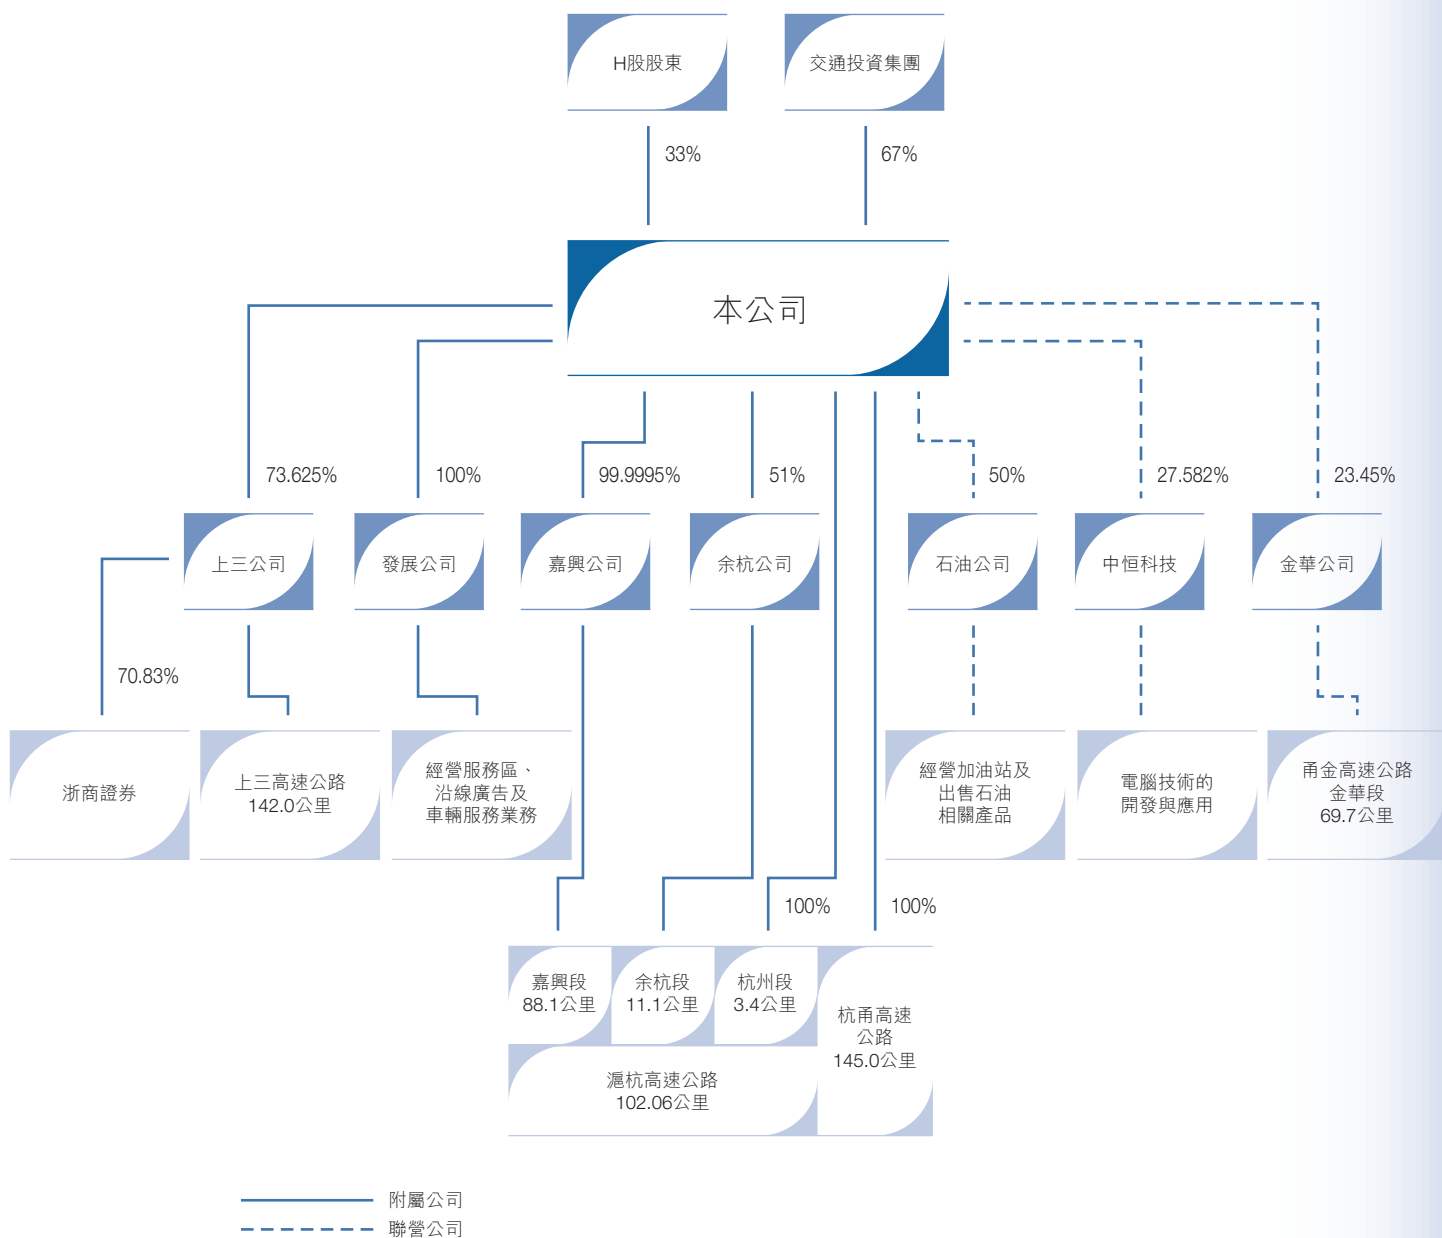 H股股東
交通投資集團
33%
67%
本公司
73.625%
100%
99.9995%
51%
50%
27.582%
23.45%
上三公司
發展公司
嘉興公司
余杭公司
石油公司
中恒科技
金華公司
70.83%
浙商證券
上三高速公路
142.0公里
經營服務區、
沿線廣告及
車輛服務業務
經營加油站及
出售石油
相關產品
電腦技術的
開發與應用
甬金高速公路
金華段
69.7公里
100%
100%
嘉興段
88.1公里
余杭段
11.1公里
杭州段
3.4公里
杭甬高速
公路
145.0公里
滬杭高速公路
102.06公里
附屬公司
聯營公司